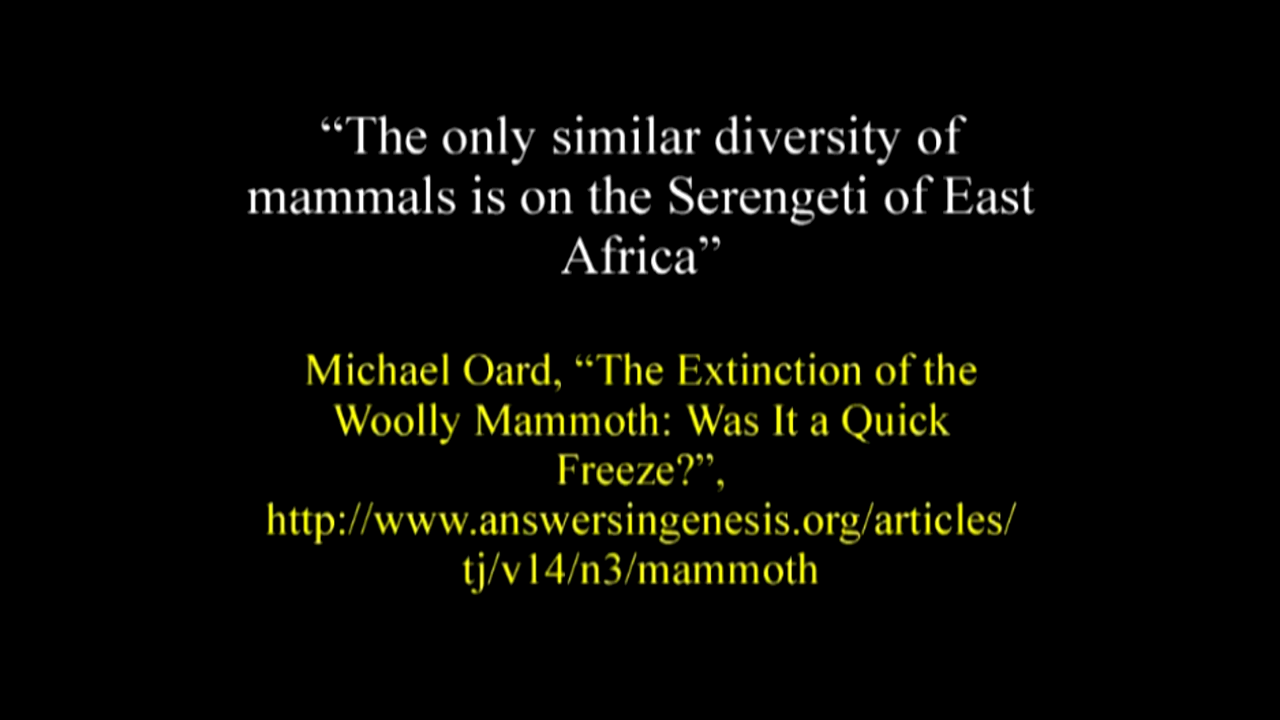 “The only similar diversity of
mammals is on the Serengeti of East
Africa”
Michael Oard, “The Extinction of the
Woolly Mammoth: Was It a Quick
Freeze?”,
http://www.answersingenesis.org/articles/
tj/v14/n3/mammoth